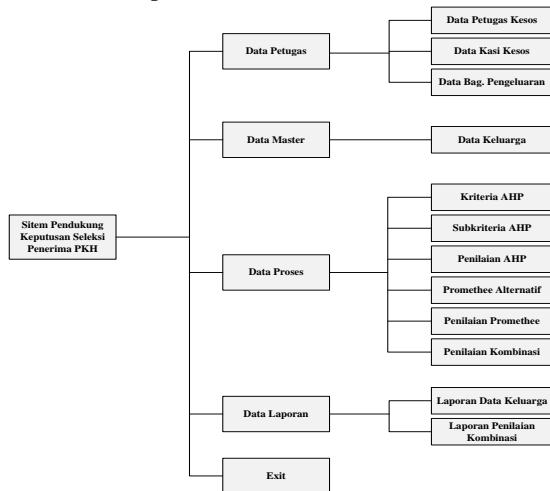 Data Petugas Kesos
Data Petugas
Data Kasi Kesos
Data Bag. Pengeluaran
Data Master
Data Keluarga
Sitem Pendukung
Keputusan Seleksi
Penerima PKH
Kriteria AHP
Subkriteria AHP
Data Proses
Penilaian AHP
Promethee Alternatif
Penilaian Promethee
Penilaian Kombinasi
Data Laporan
Laporan Data Keluarga
Laporan Penilaian
Kombinasi
Exit